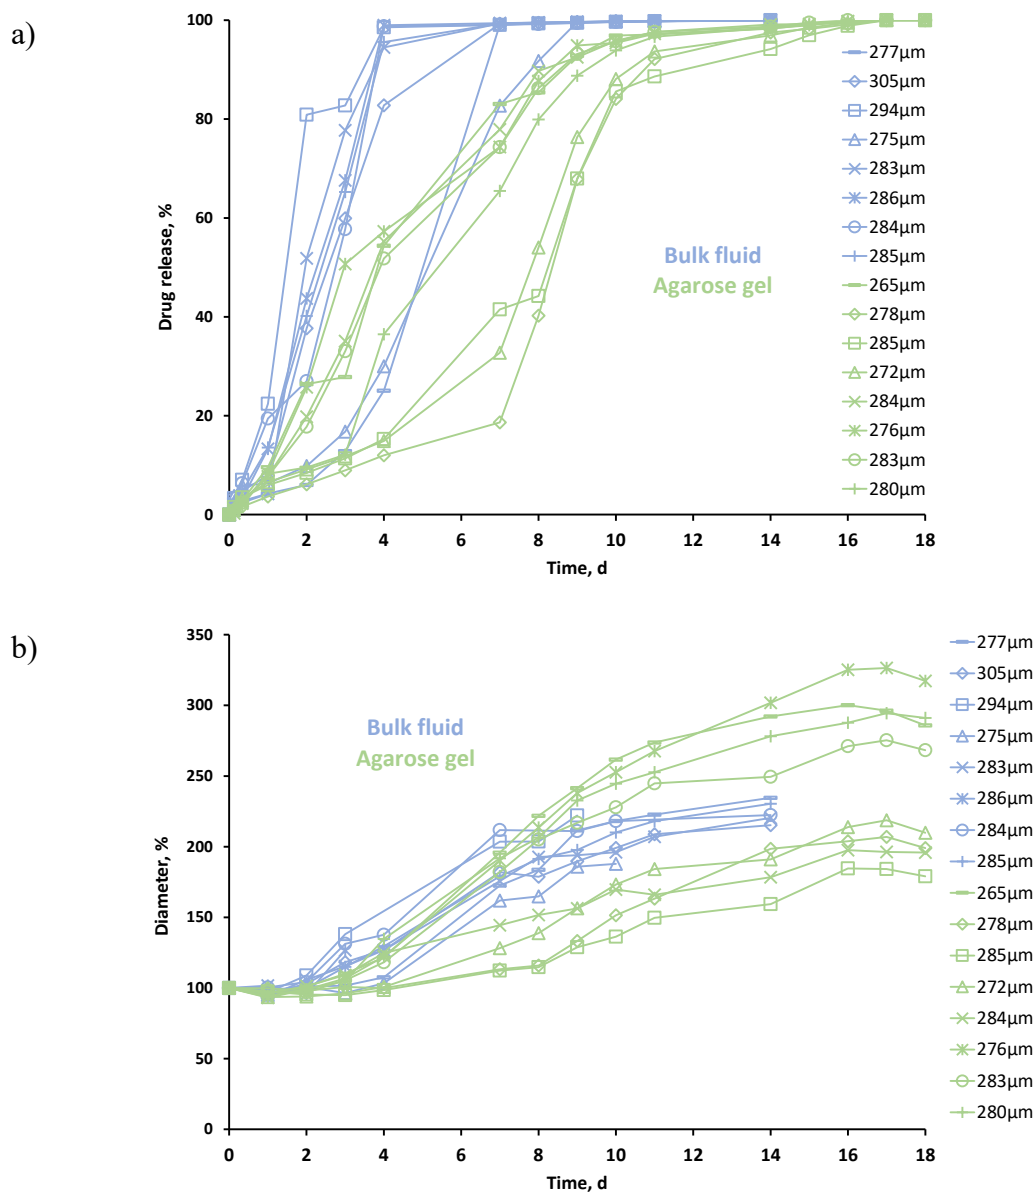 a)
Drug release, %
100
80
60
40
20
0
0 2 4 6 8 10 12 14 16 18
Time, d
Bulk fluid
Agarose gel
277µm
305µm
294µm
275µm
283µm
286µm
284µm
285µm
265µm
278µm
285µm
272µm
284µm
276µm
283µm
280µm
b)
Diameter, %
350
300
250
200
150
100
50
0
0 2 4 6 8 10 12 14 16 18
Time, d
Bulk fluid
Agarose gel
277µm
305µm
294µm
275µm
283µm
286µm
284µm
285µm
265µm
278µm
285µm
272µm
284µm
276µm
283µm
280µm